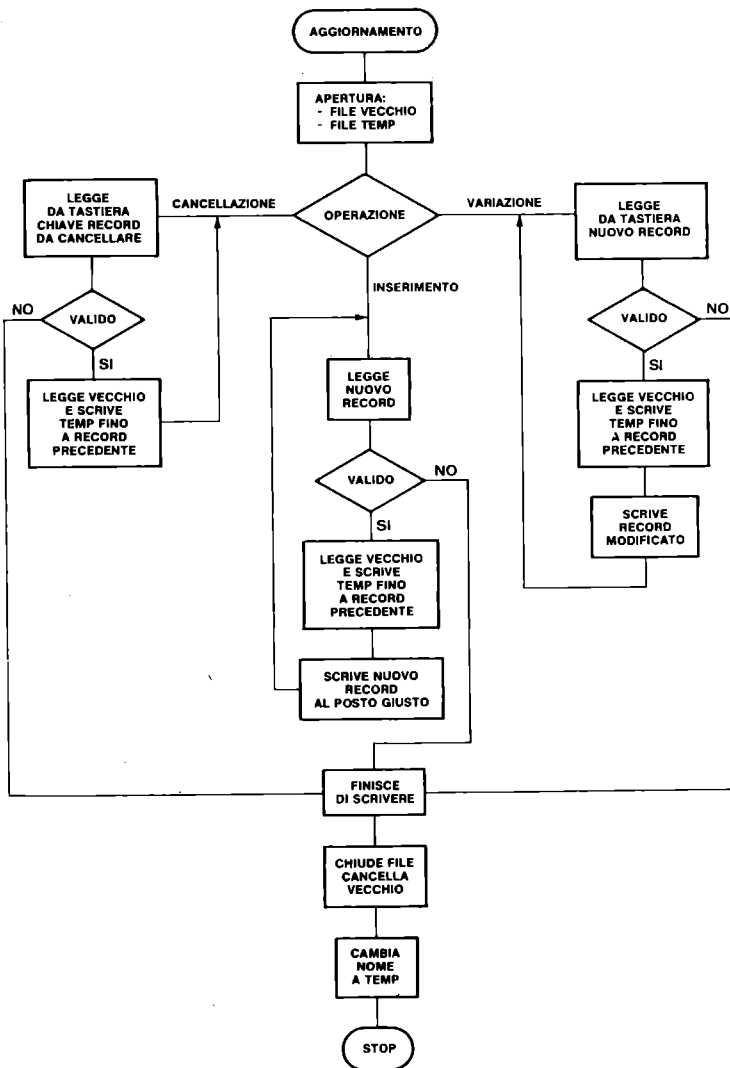 AGGIORNAMENTO
APERTURA:
- FILE VECCHIO
- FILE TEMP
OPERAZIONE
CANCELLAZIONE
LEGGE
DA TASTIERA
CHIAVE RECORD
DA CANCELLARE
VALIDO
NO
SI
LEGGE VECCHIO
E SCRIVE
TEMP FINO
A RECORD
PRECEDENTE
INSERIMENTO
LEGGE
NUOVO
RECORD
VALIDO
NO
SI
LEGGE VECCHIO
E SCRIVE
TEMP FINO
A RECORD
PRECEDENTE
SCRIVE NUOVO
RECORD
AL POSTO GIUSTO
VARIAZIONE
LEGGE
DA TASTIERA
NUOVO RECORD
VALIDO
NO
SI
LEGGE VECCHIO
E SCRIVE
TEMP FINO
A RECORD
PRECEDENTE
SCRIVE
RECORD
MODIFICATO
FINISCE
DI SCRIVERE
CHIUDE FILE
CANCELLA
VECCHIO
CAMBIA
NOME
A TEMP
STOP